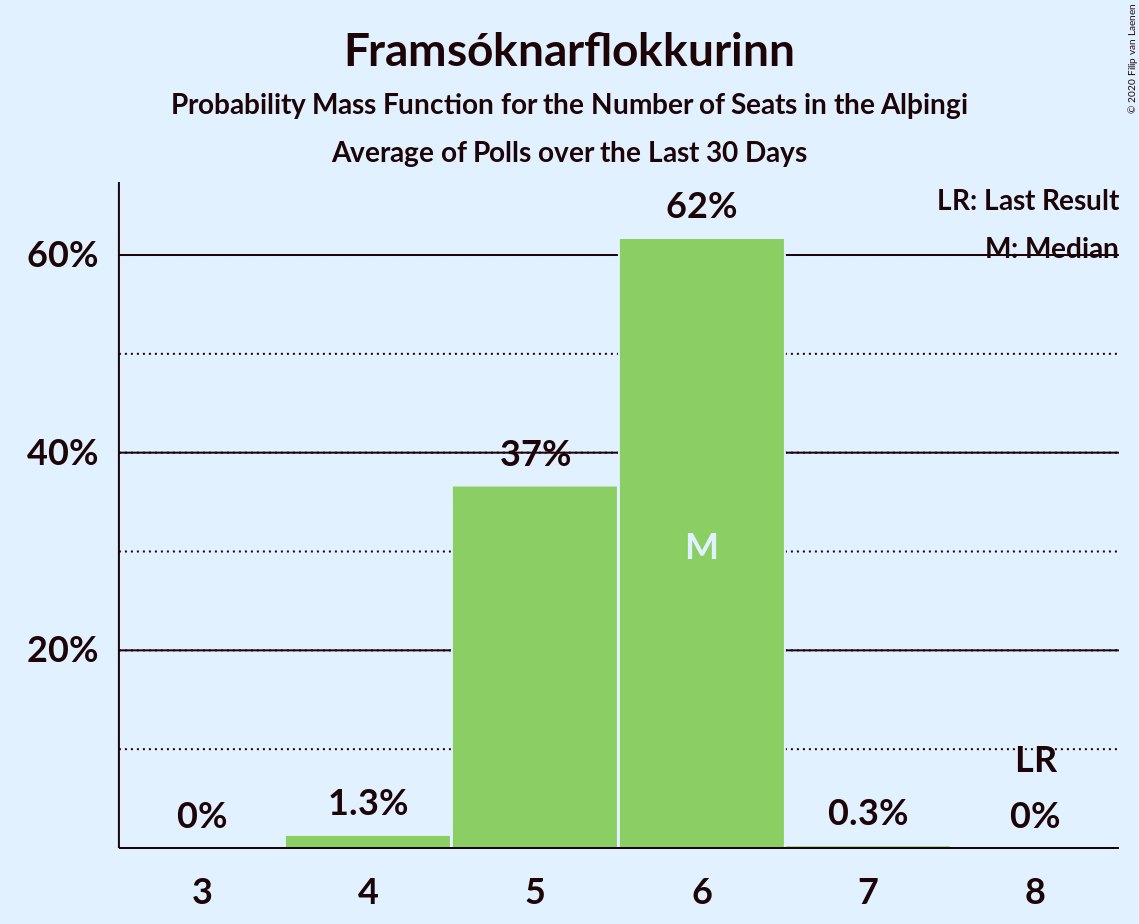 Framsóknarflokkurinn
Probability Mass Function for the Number of Seats in the Alþingi
Average of Polls over the Last 30 Days
© 2020 Filip van Laenen
LR: Last Result
M: Median
60%
40%
20%
0%
1.3%
37%
62%
M
0.3%
LR
0%
3
4
5
6
7
8